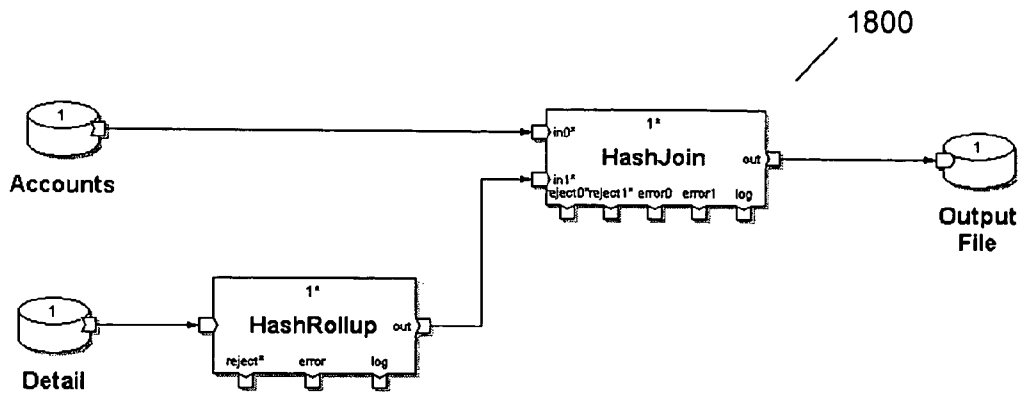 1800
1
Accounts
1*
in0*
HashJoin
out
in1*
eject0*
reject1*
error0
error1
log
1
Output
File
1
Detail
1*
HashRollup
out
reject*
error
log